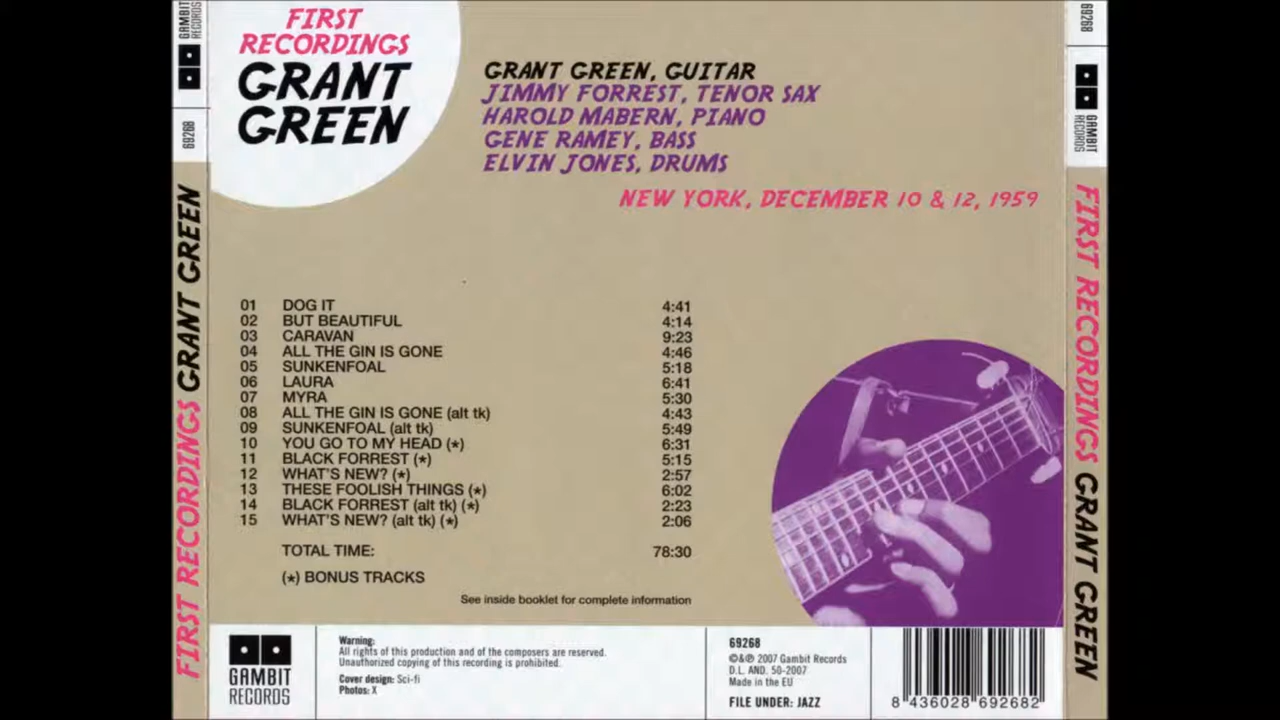 GAMBIT
RECORDS
69268
FIRST RECORDINGS GRANT GREEN
FIRST
RECORDINGS
GRANT
GREEN
GRANT GREEN, GUITAR
JIMMY FORREST, TENOR SAX
HAROLD MABERN, PIANO
GENE RAMEY, BASS
ELVIN JONES, DRUMS
NEW YORK, DECEMBER 10 & 12, 1959
01 DOG IT 4:41
02 BUT BEAUTIFUL 4:14
03 CARAVAN 9:23
04 ALL THE GIN IS GONE 4:46
05 SUNKENFOAL 5:18
06 LAURA 6:41
07 MYRA 5:30
08 ALL THE GIN IS GONE (alt tk) 4:43
09 SUNKENFOAL (alt tk) 5:49
10 YOU GO TO MY HEAD (*) 6:31
11 BLACK FORREST (*) 5:15
12 WHAT'S NEW? (*) 2:57
13 THESE FOOLISH THINGS (*) 6:02
14 BLACK FORREST (alt tk) (*) 2:23
15 WHAT'S NEW? (alt tk) (*) 2:06
TOTAL TIME: 78:30
(*) BONUS TRACKS
See inside booklet for complete information
GAMBIT
RECORDS
Warning:
All rights of this production and of the composers are reserved.
Unauthorized copying of this recording is prohibited.
Cover design: Sci-fi
Photos: X
69268
©&℗ 2007 Gambit Records
D.L. AND. 50-2007
Made in the EU
FILE UNDER: JAZZ
8 436028 692682
69268
GAMBIT
RECORDS
FIRST RECORDINGS GRANT GREEN